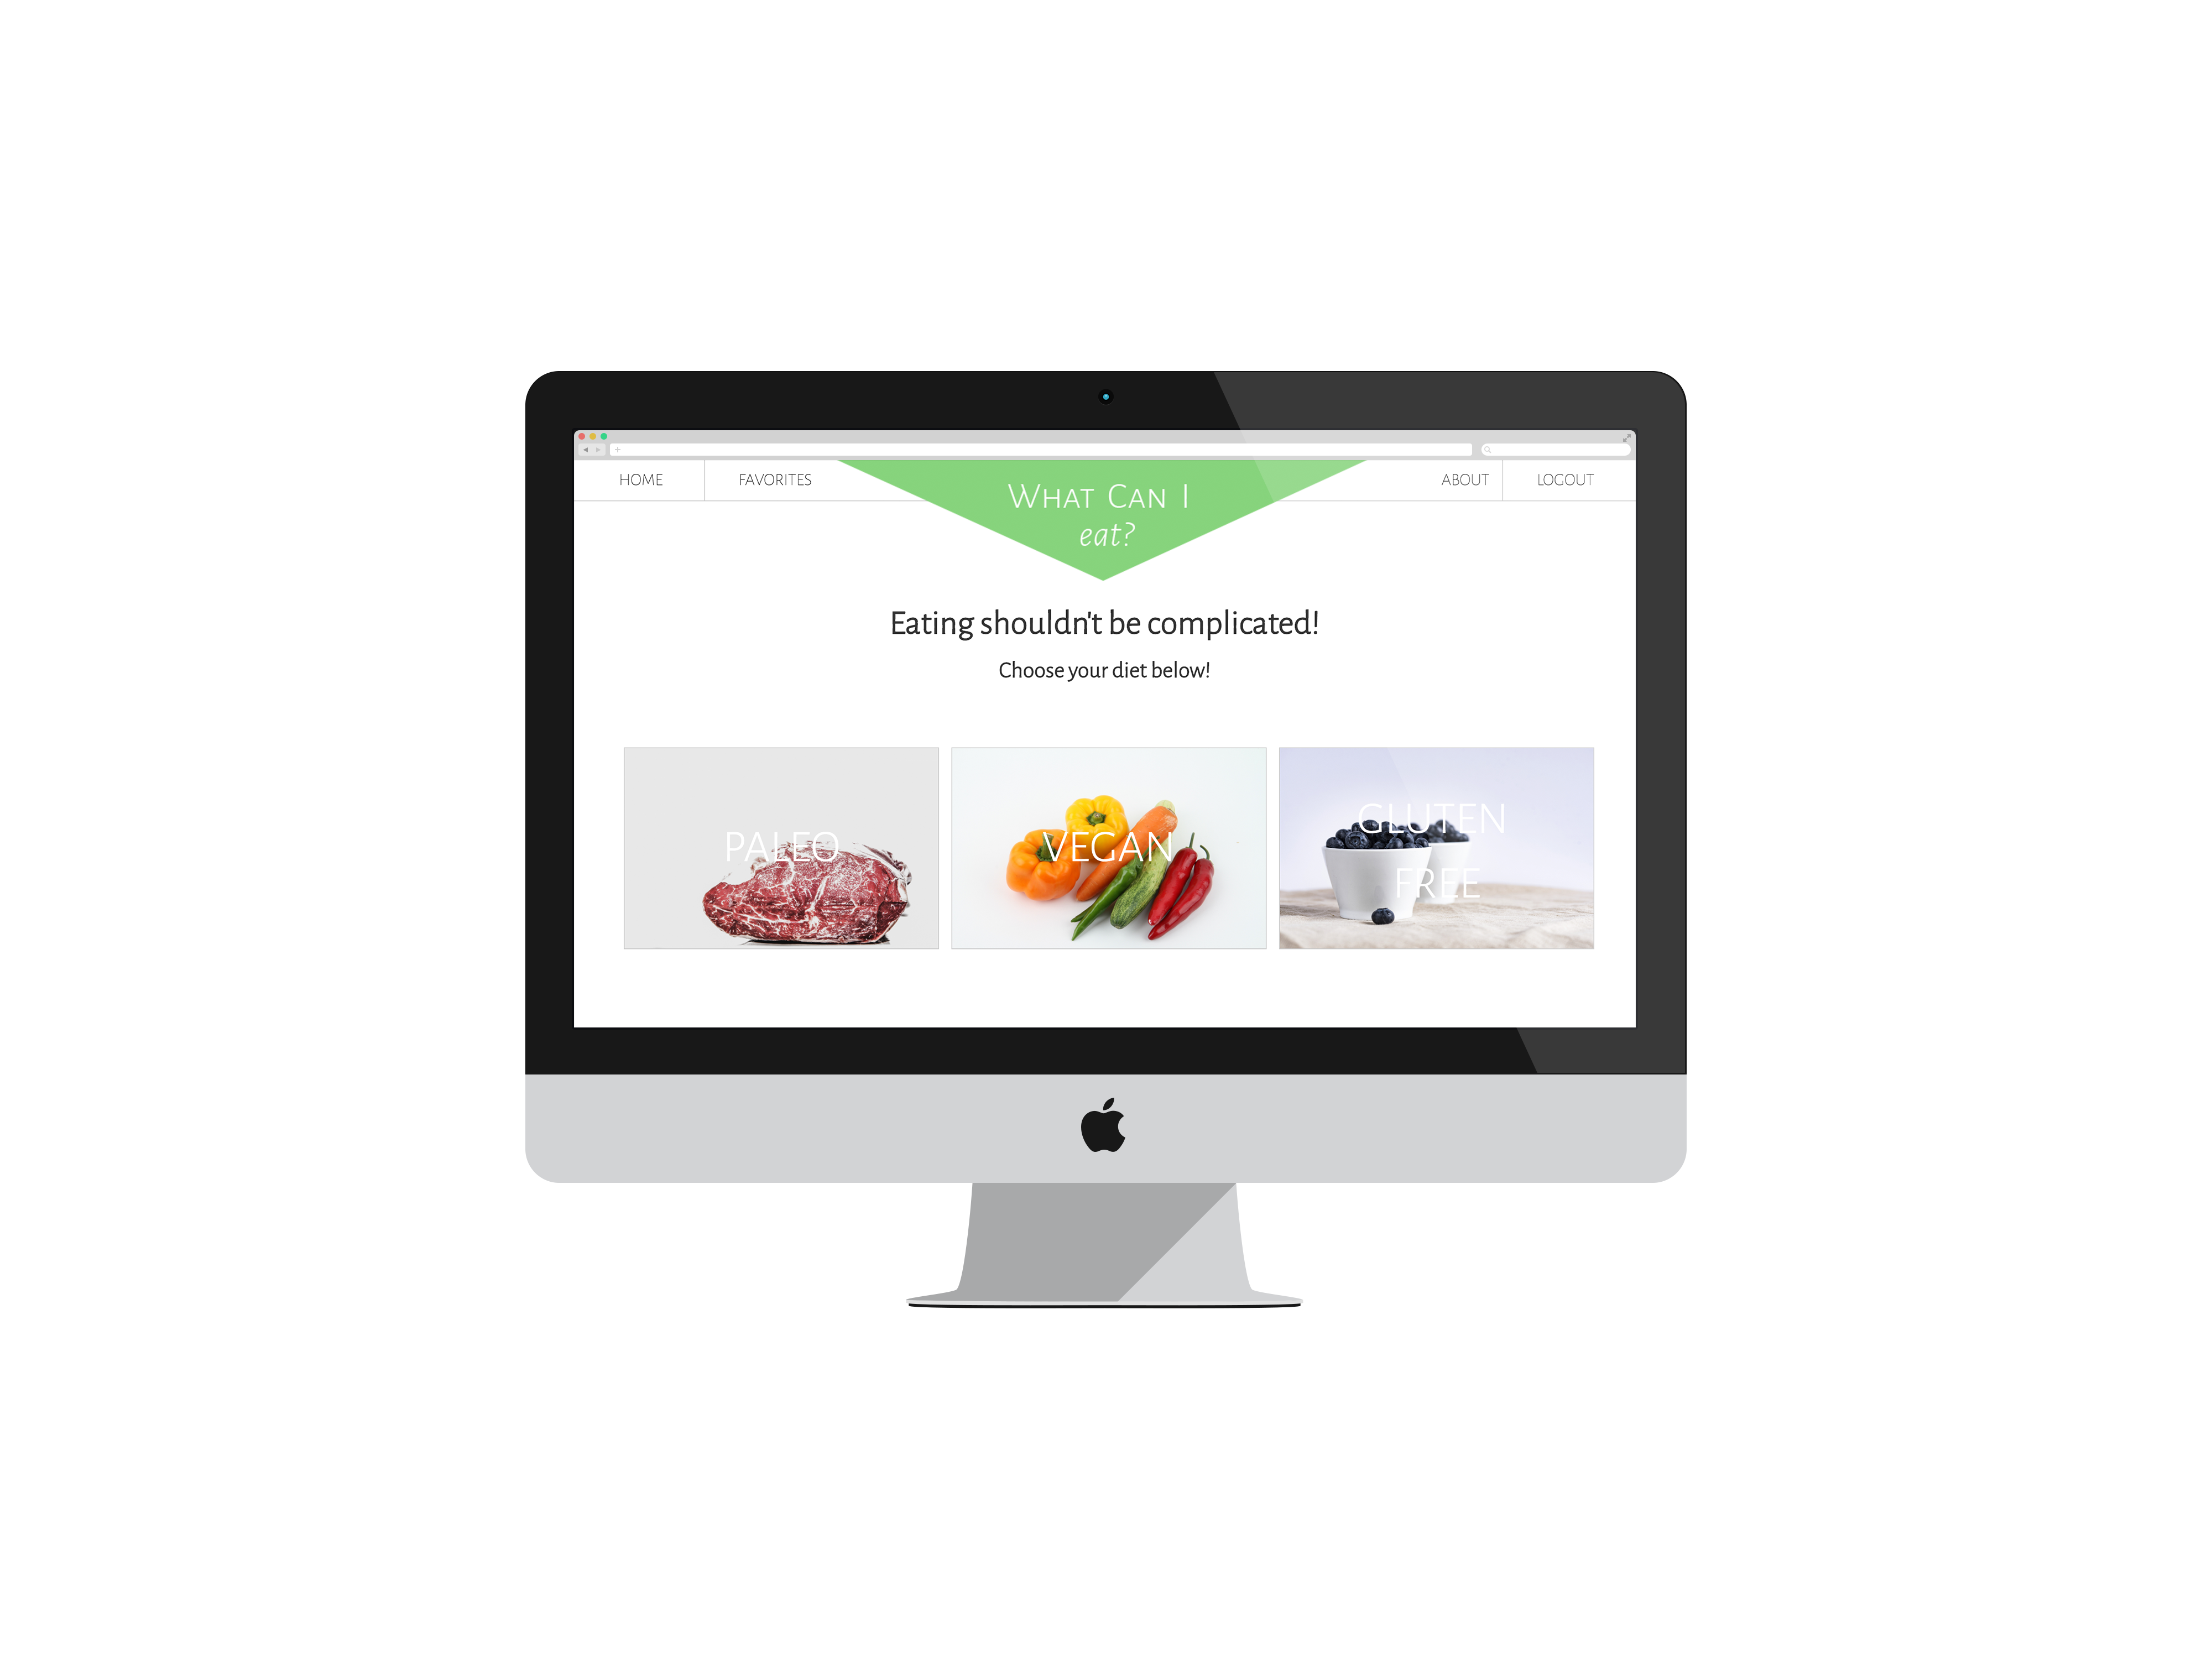 HOME
FAVORITES
What Can I
eat?
ABOUT
LOGOUT
Eating shouldn't be complicated!
Choose your diet below!
PALEO
VEGAN
GLUTEN
FREE